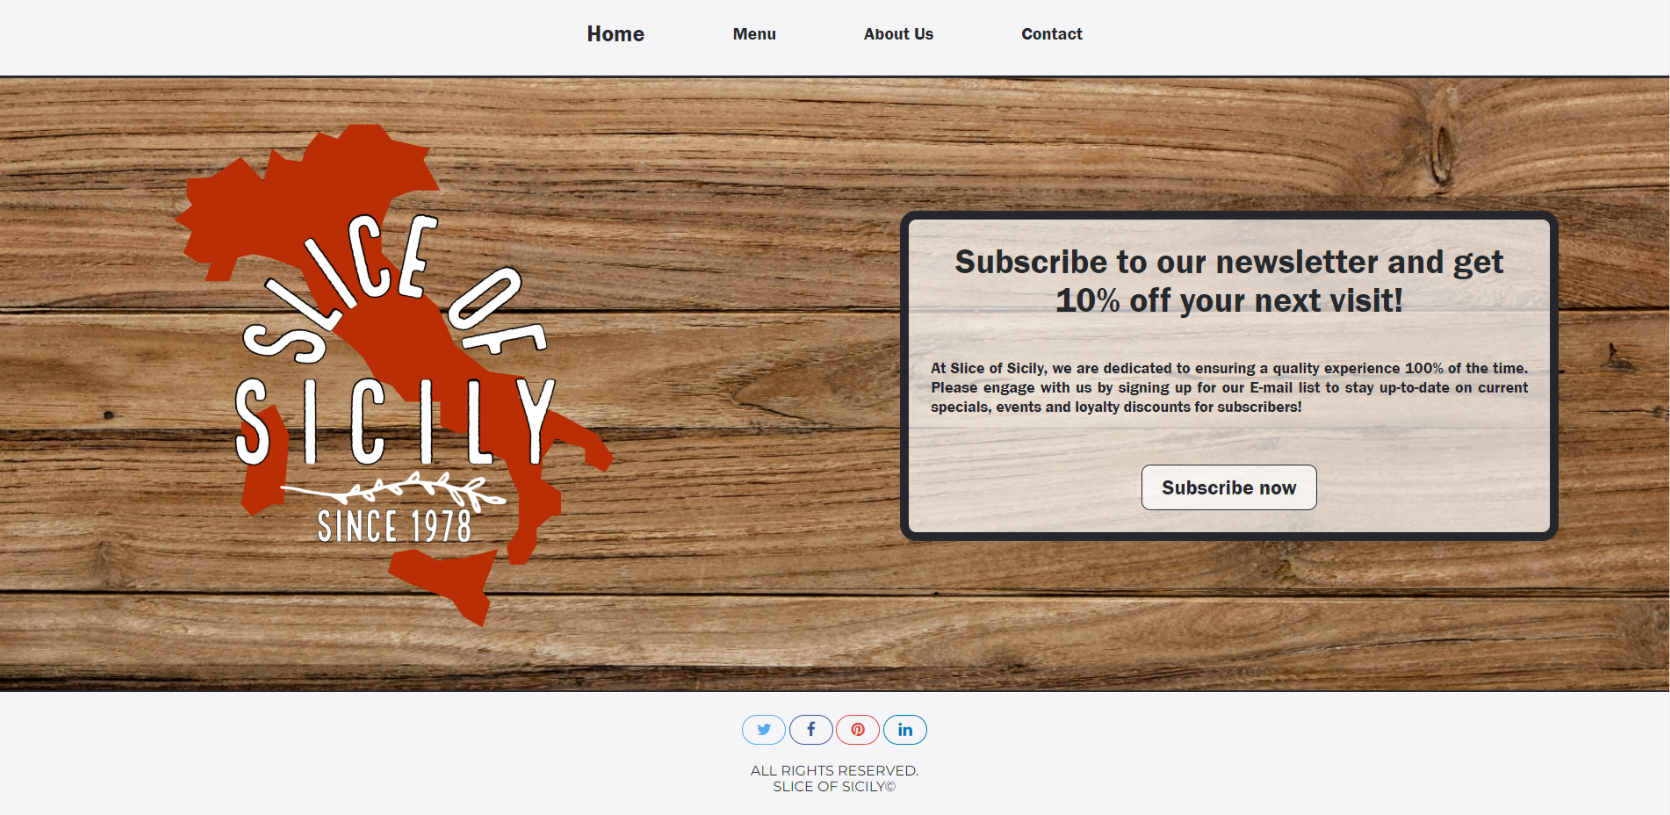 Home Menu About Us Contact
SLICE OF
SICILY
SINCE 1978
Subscribe to our newsletter and get
10% off your next visit!
At Slice of Sicily, we are dedicated to ensuring a quality experience 100% of the time.
Please engage with us by signing up for our E-mail list to stay up-to-date on current
specials, events and loyalty discounts for subscribers!
Subscribe now
ALL RIGHTS RESERVED.
SLICE OF SICILY©